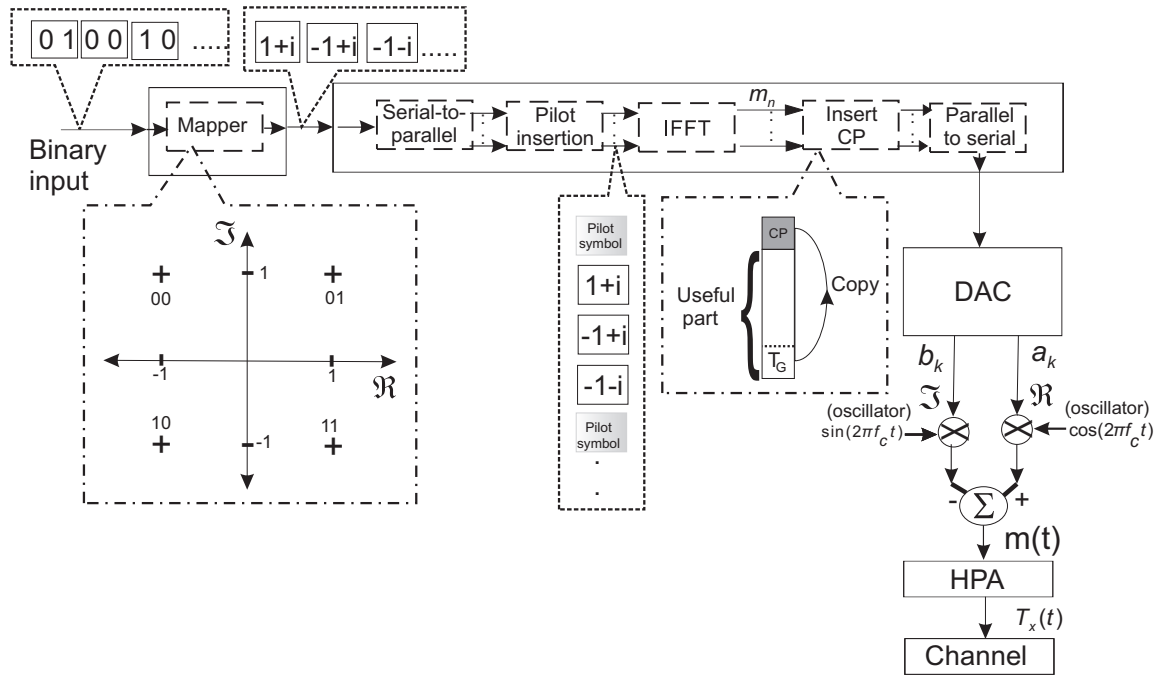 0 1 0 0 1 0 .....
1+i -1+i -1-i .....
Binary
input
Mapper
Serial-to-
parallel
Pilot
insertion
IFFT
m_n
Insert
CP
Parallel
to serial
ℑ
1
00 01
-1
1
ℜ
10 11
-1
Pilot
symbol
1+i
-1+i
-1-i
Pilot
symbol
.
.
CP
Useful
part
Copy
T_G
DAC
b_k a_k
ℑ ℜ
(oscillator)
sin(2πf_c t)
(oscillator)
cos(2πf_c t)
- Σ +
m(t)
HPA
T_x(t)
Channel